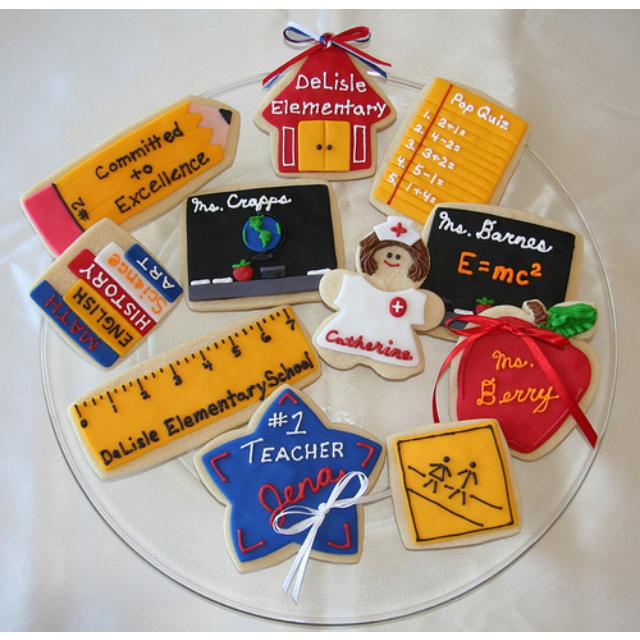 DeLisle
Elementary
Pop Quiz
1. 2+1=
2. 4-2=
3. 3+2=
4. 5-1=
5. 1+4=
#2
Committed
to
Excellence
Ms. Crapps
Ms. Barnes
E=mc²
MATH
ENGLISH
HISTORY
Science
ART
Catherine
Ms.
Berry
0 1 2 3 4 5 6 7
DeLisle Elementary School
#1
TEACHER
Jena